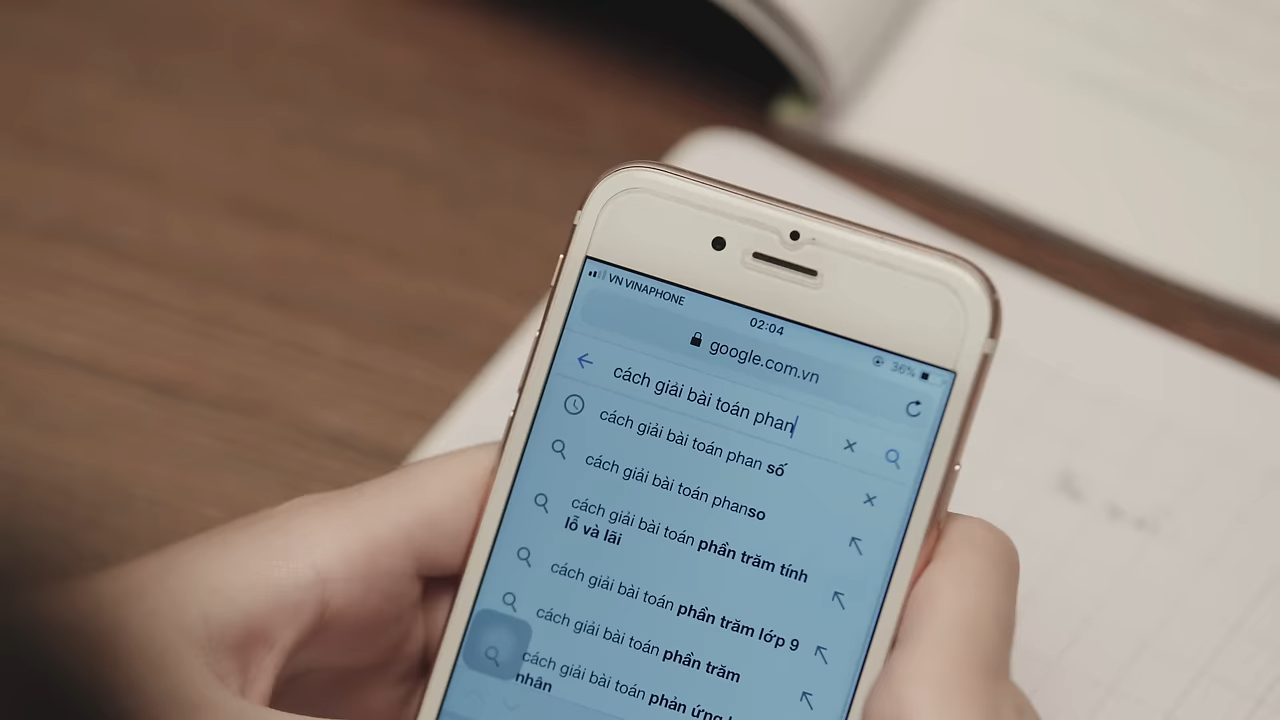 VN VINAPHONE
02:04
36%
google.com.vn
cách giải bài toán phan
cách giải bài toán phan số
cách giải bài toán phanso
cách giải bài toán phần trăm tính
lỗ và lãi
cách giải bài toán phần trăm lớp 9
cách giải bài toán phần trăm
cách giải bài toán phản ứng
nhân